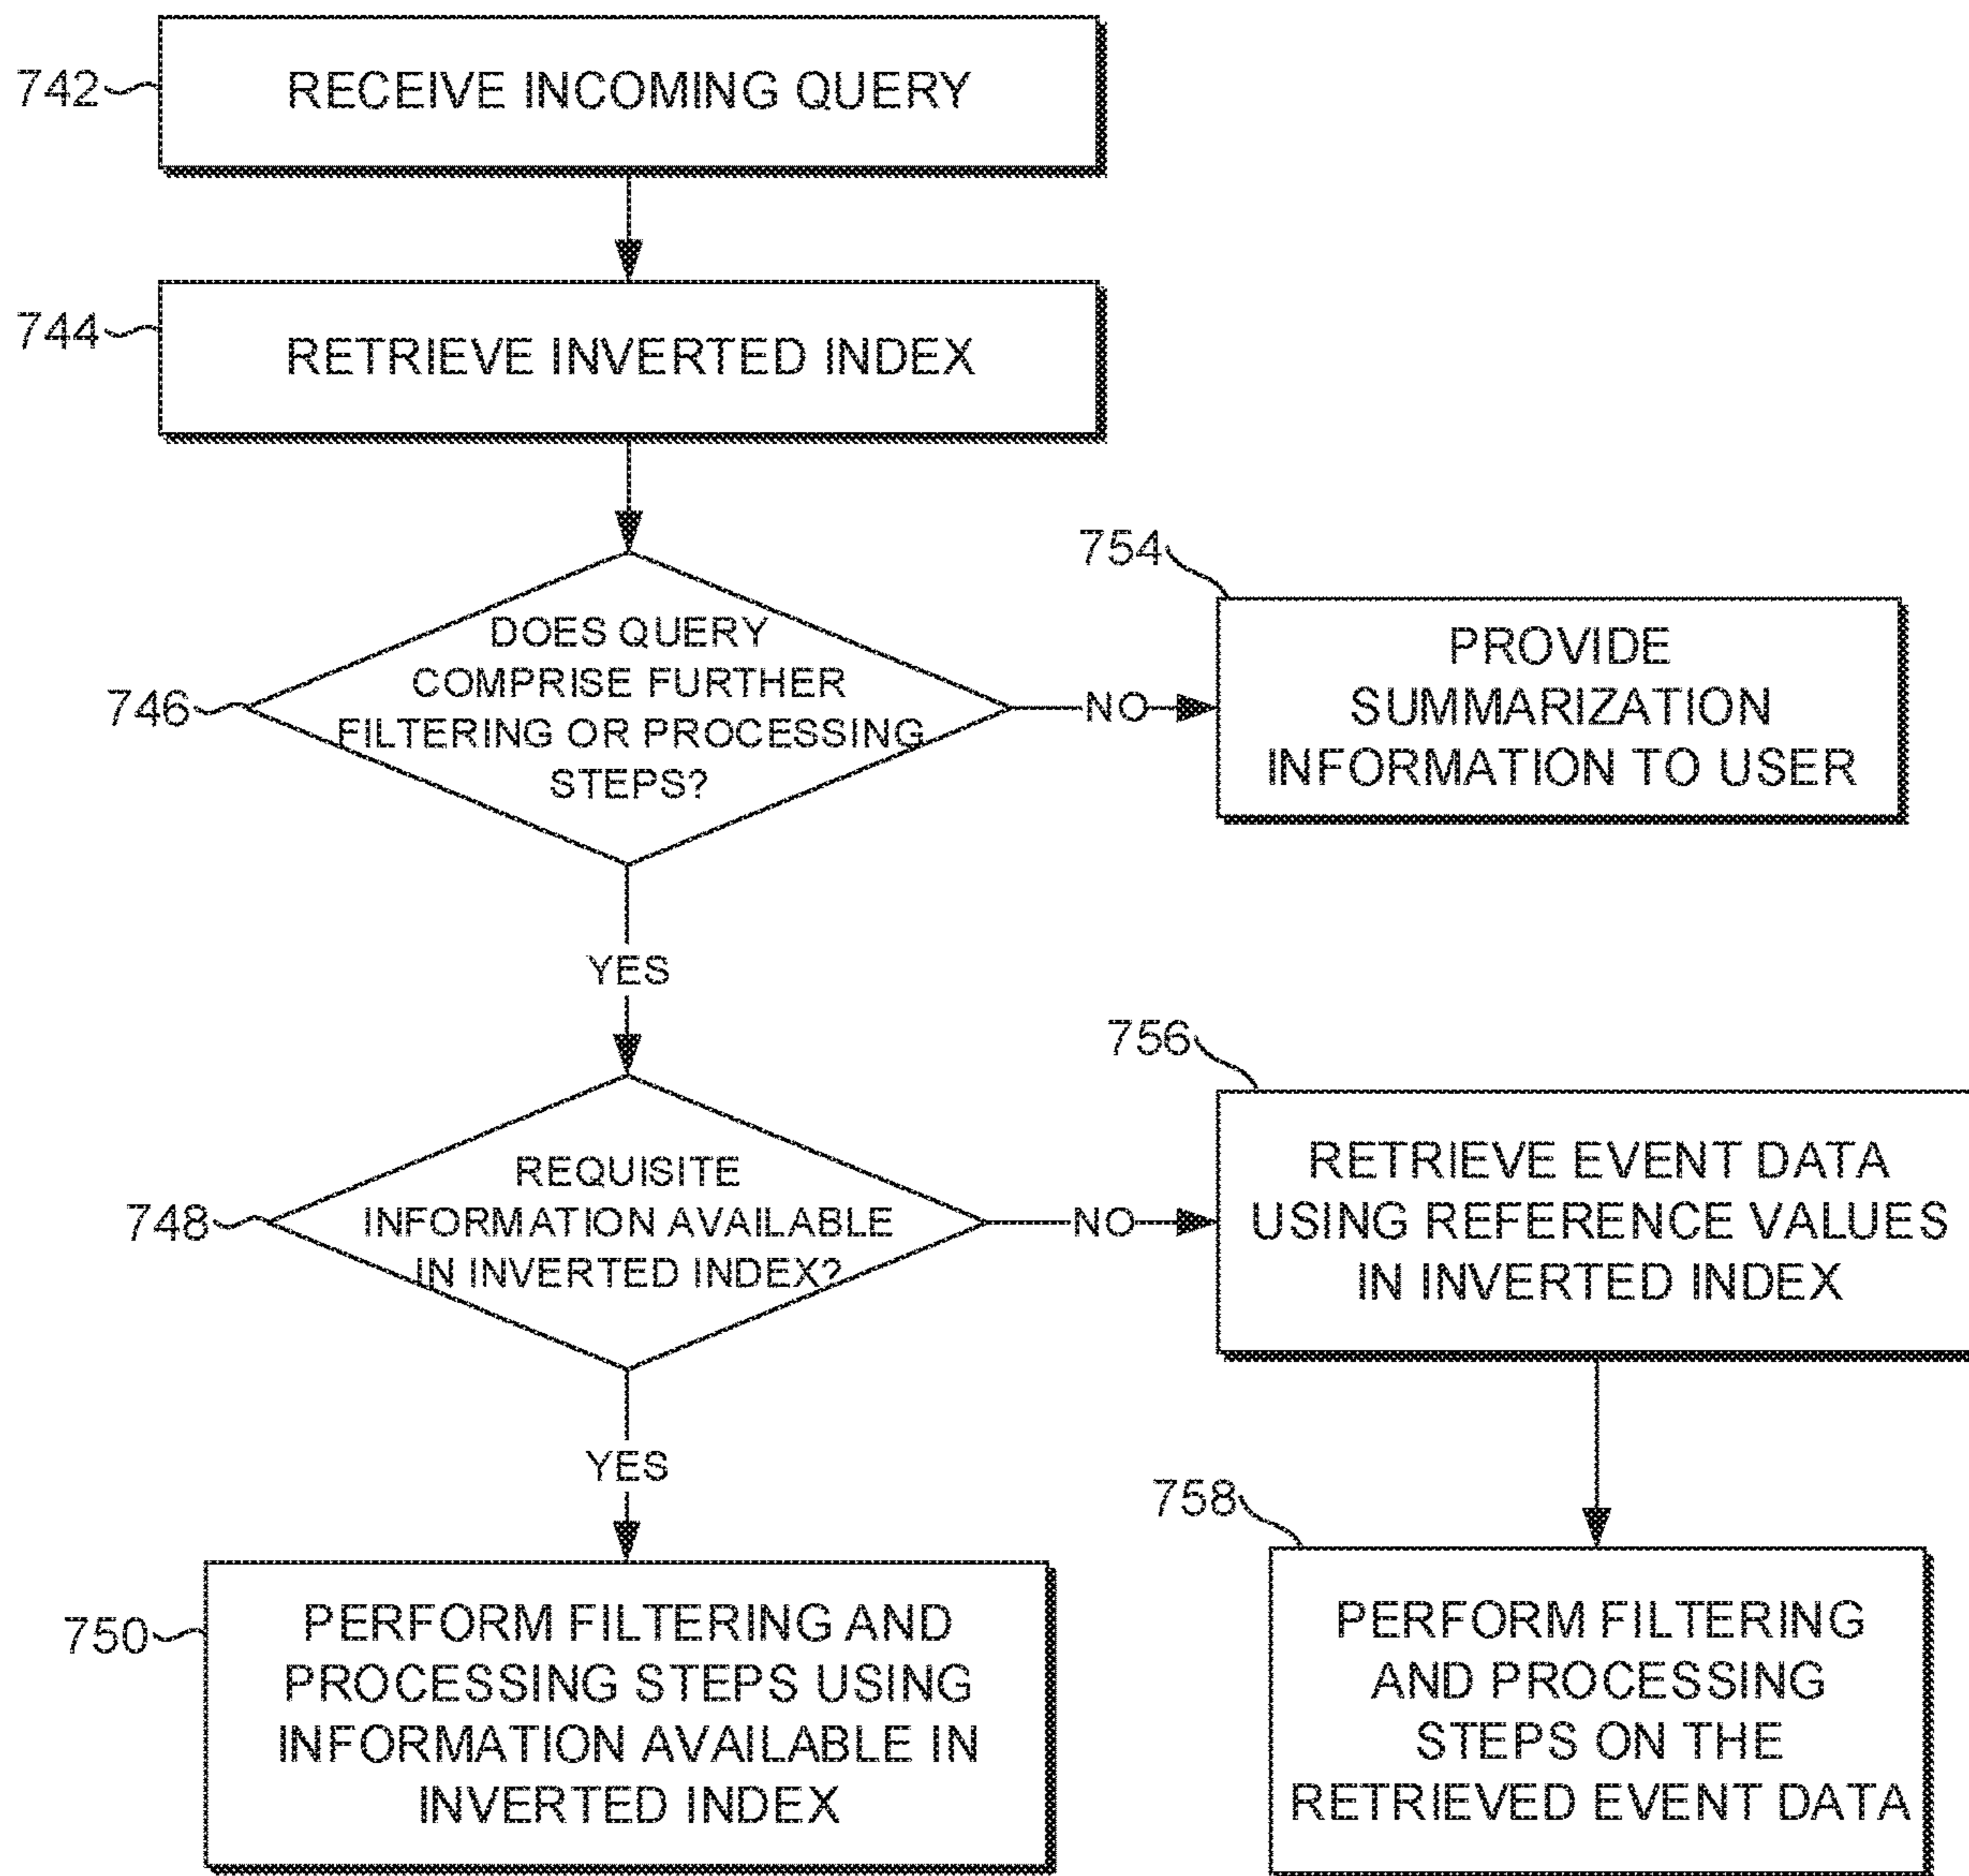 742
RECEIVE INCOMING QUERY
744
RETRIEVE INVERTED INDEX
746
DOES QUERY
COMPRISE FURTHER
FILTERING OR PROCESSING
STEPS?
NO
754
PROVIDE
SUMMARIZATION
INFORMATION TO USER
YES
748
REQUISITE
INFORMATION AVAILABLE
IN INVERTED INDEX?
NO
756
RETRIEVE EVENT DATA
USING REFERENCE VALUES
IN INVERTED INDEX
YES
750
PERFORM FILTERING AND
PROCESSING STEPS USING
INFORMATION AVAILABLE IN
INVERTED INDEX
758
PERFORM FILTERING
AND PROCESSING
STEPS ON THE
RETRIEVED EVENT DATA